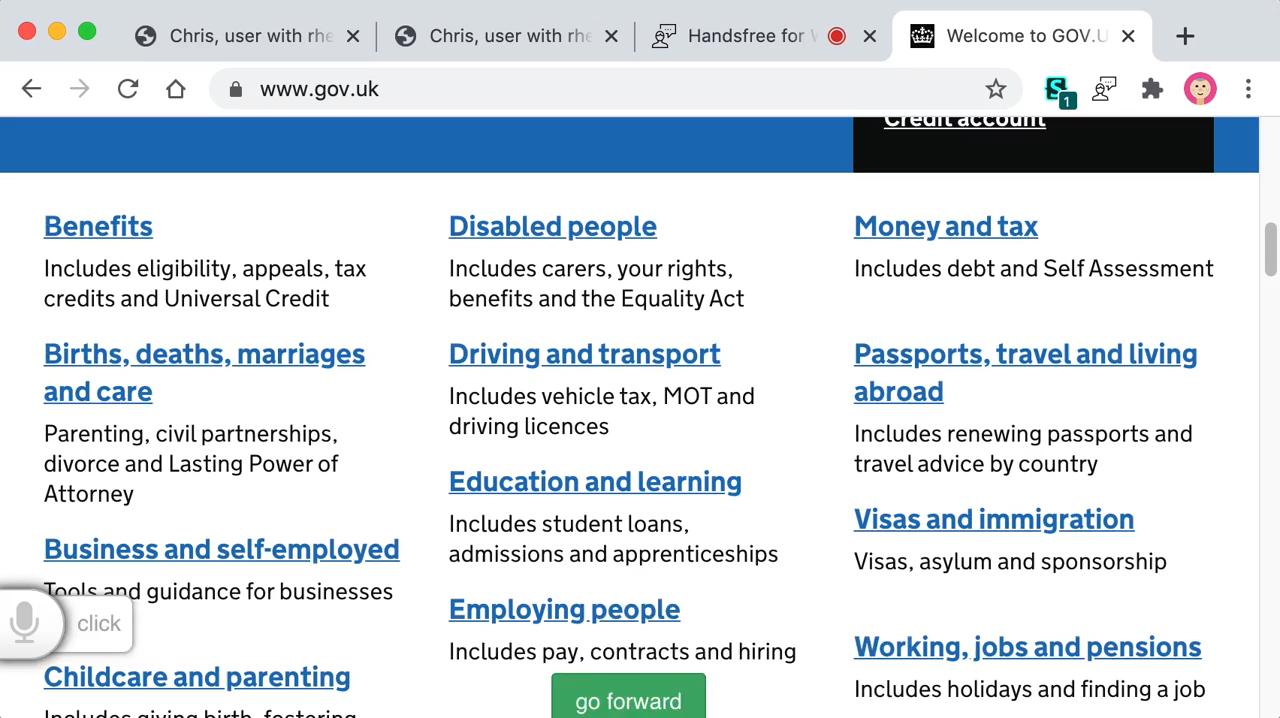 Chris, user with rhe
Chris, user with rhe
Handsfree for
Welcome to GOV.U
www.gov.uk
1
Credit account
Benefits
Includes eligibility, appeals, tax
credits and Universal Credit
Births, deaths, marriages
and care
Parenting, civil partnerships,
divorce and Lasting Power of
Attorney
Business and self-employed
Tools and guidance for businesses
Childcare and parenting
Includes giving birth, fostering
Disabled people
Includes carers, your rights,
benefits and the Equality Act
Driving and transport
Includes vehicle tax, MOT and
driving licences
Education and learning
Includes student loans,
admissions and apprenticeships
Employing people
Includes pay, contracts and hiring
Money and tax
Includes debt and Self Assessment
Passports, travel and living
abroad
Includes renewing passports and
travel advice by country
Visas and immigration
Visas, asylum and sponsorship
Working, jobs and pensions
Includes holidays and finding a job
click
go forward